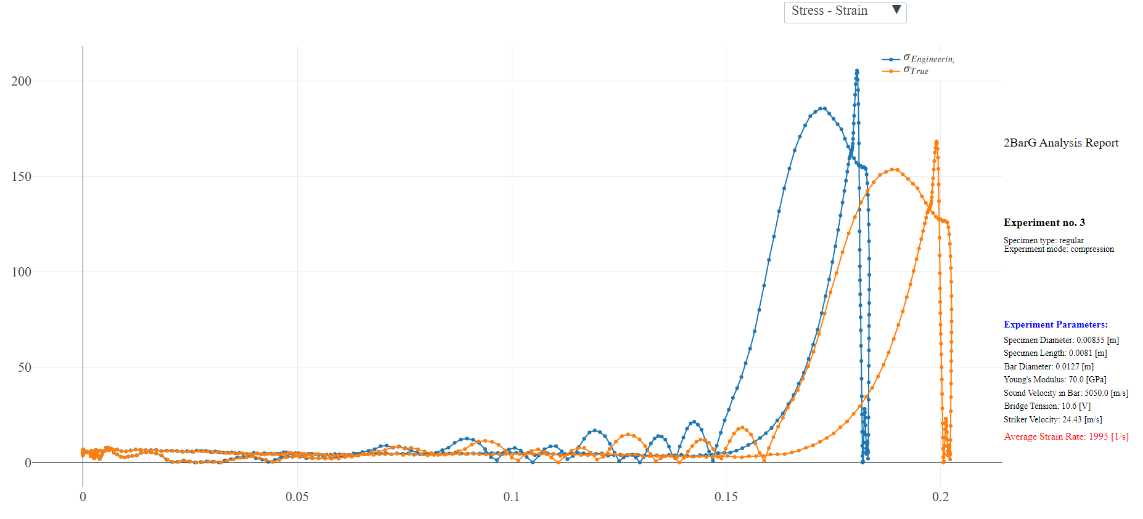 Stress - Strain ▼
σEngineerin
σTrue
200
150
100
50
0
0
0.05
0.1
0.15
0.2
2BarG Analysis Report
Experiment no. 3
Specimen type: regular
Experiment mode: compression
Experiment Parameters:
Specimen Diameter: 0.00835 [m]
Specimen Length: 0.0081 [m]
Bar Diameter: 0.0127 [m]
Young's Modulus: 70.0 [GPa]
Sound Velocity in Bar: 5050.0 [m/s]
Bridge Tension: 10.6 [V]
Striker Velocity: 24.43 [m/s]
Average Strain Rate: 1995 [1/s]